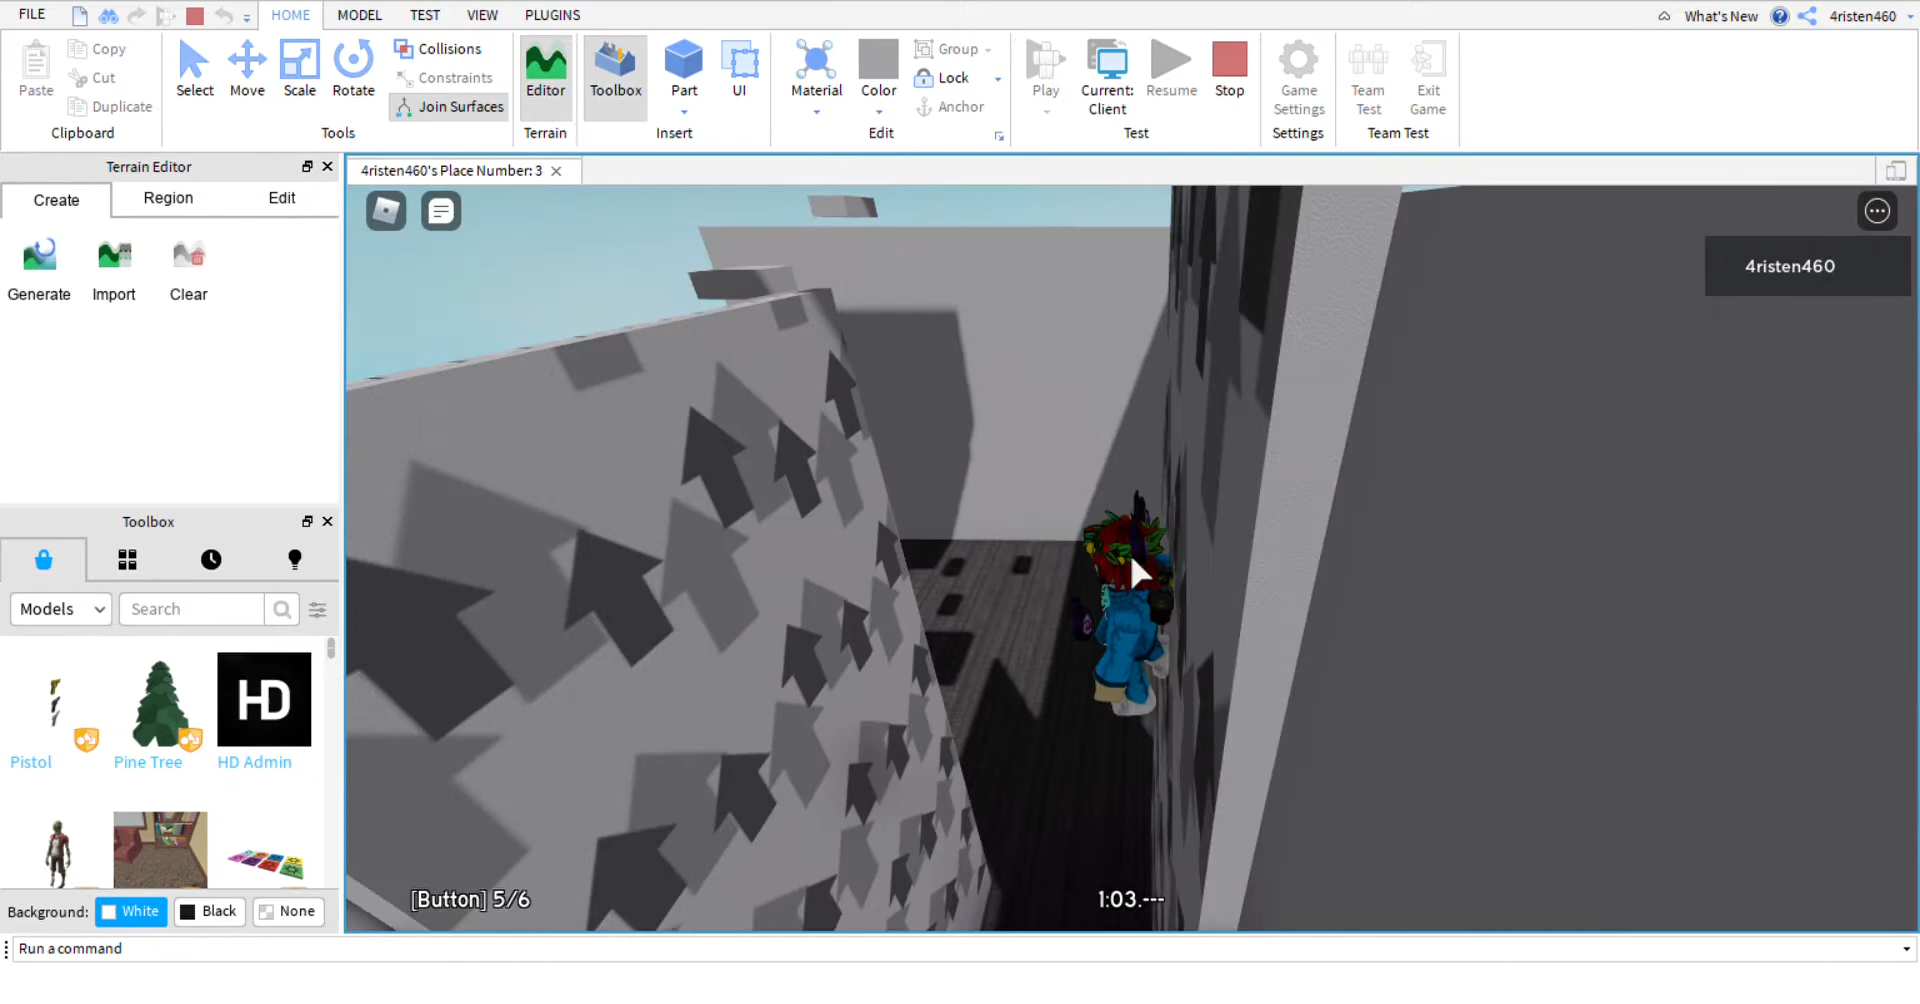 FILE HOME MODEL TEST VIEW PLUGINS What's New 4risten460
Paste Copy Cut Duplicate
Clipboard
Select Move Scale Rotate Collisions Constraints Join Surfaces
Tools
Editor
Terrain
Toolbox Part UI
Insert
Material Color Group Lock Anchor
Edit
Play Current: Client Resume Stop
Test
Game Settings
Settings
Team Test Exit Game
Team Test
Terrain Editor
Create Region Edit
Generate Import Clear
4risten460's Place Number: 3
4risten460
Toolbox
Models Search
HD
Pistol Pine Tree HD Admin
[Button] 5/6
1:03.---
Background: White Black None
Run a command